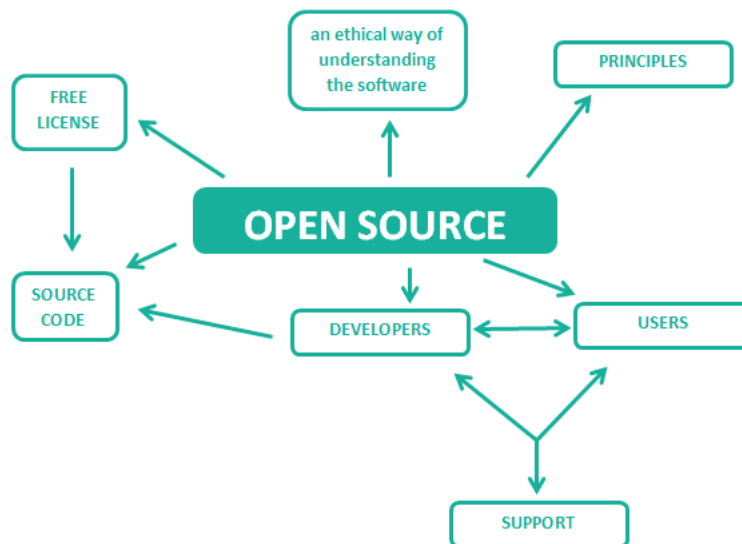 an ethical way of
understanding
the software
PRINCIPLES
FREE
LICENSE
OPEN SOURCE
SOURCE
CODE
DEVELOPERS
USERS
SUPPORT